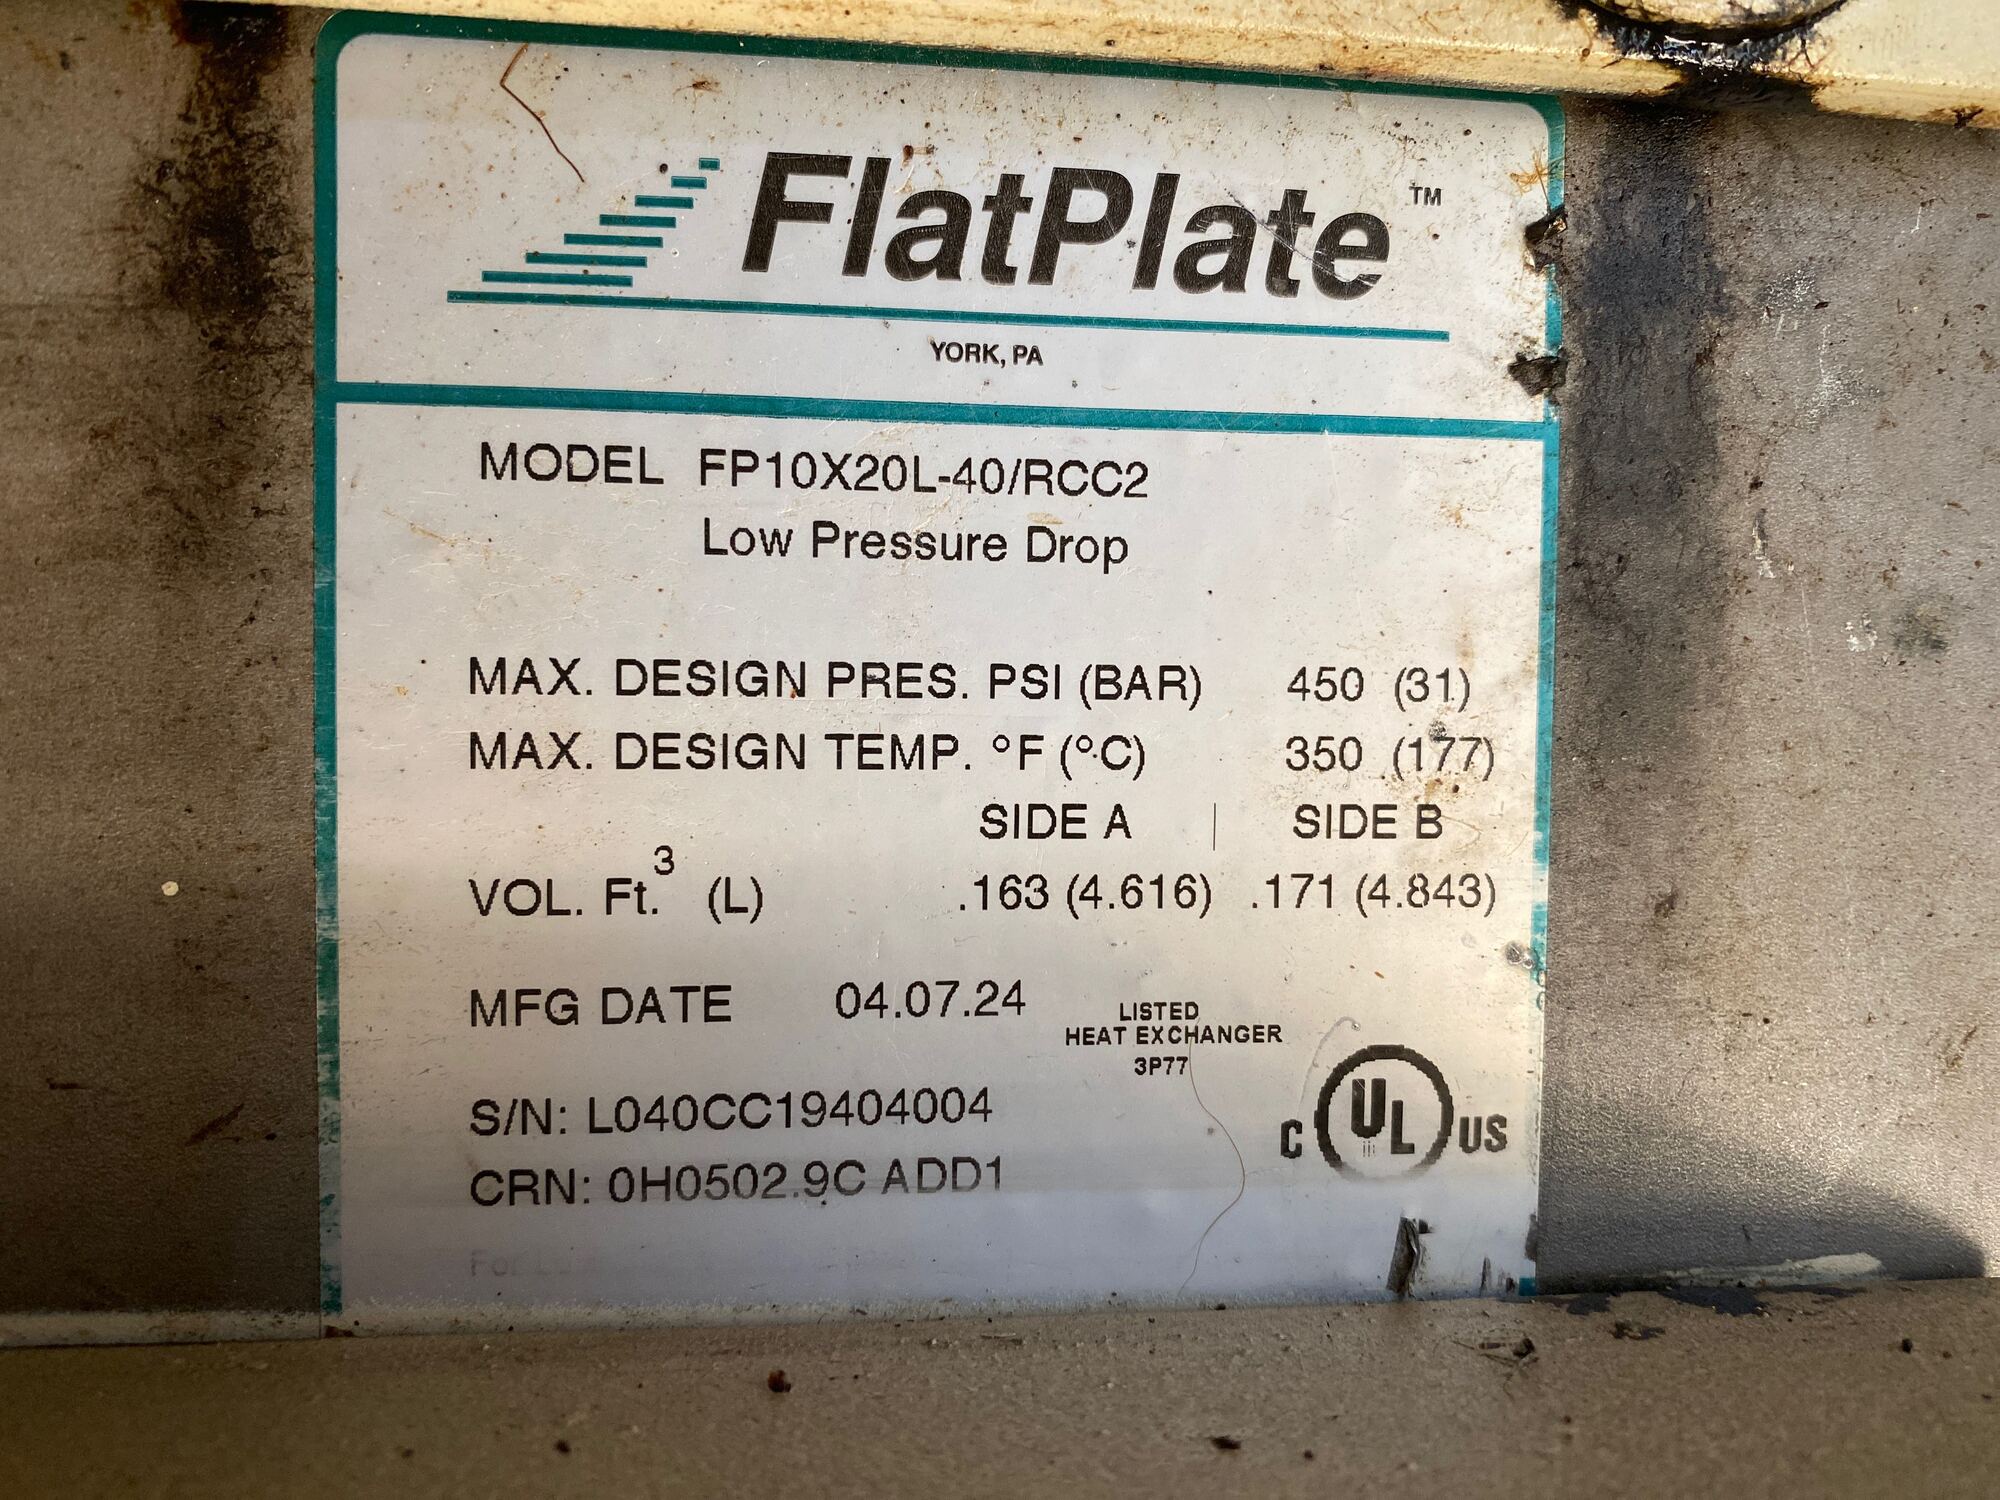 FlatPlate™
YORK, PA
MODEL FP10X20L-40/RCC2
Low Pressure Drop
MAX. DESIGN PRES. PSI (BAR) 450 (31)
MAX. DESIGN TEMP. °F (°C) 350 (177)
SIDE A | SIDE B
VOL. Ft.³ (L) .163 (4.616) .171 (4.843)
MFG DATE 04.07.24
LISTED
HEAT EXCHANGER
3P77
S/N: L040CC19404004
C UL US
CRN: 0H0502.9C ADD1
For